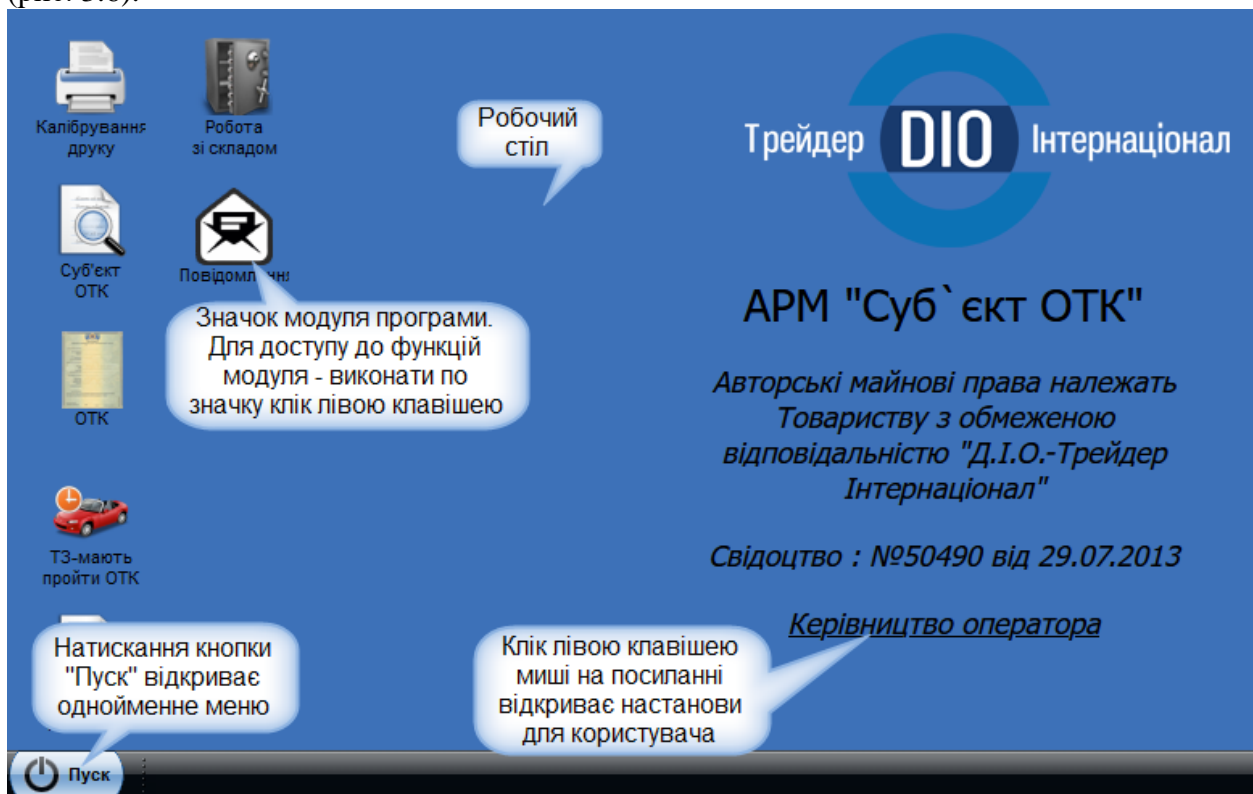 Калібрування
друку
Робота
зі складом
Робочий
стіл
Трейдер DIO Інтернаціонал
Суб'єкт
ОТК
Значок модуля програми.
Для доступу до функцій
модуля - виконати по
значку клік лівою клавішею
АРМ "Суб`єкт ОТК"
Авторські майнові права належать
Товариству з обмеженою
відповідальністю "Д.І.О.-Трейдер
Інтернаціонал"
ОТК
ТЗ-мають
пройти ОТК
Свідоцтво : №50490 від 29.07.2013
Керівництво оператора
Натискання кнопки
"Пуск" відкриває
однойменне меню
Клік лівою клавішею
миші на посиланні
відкриває настанови
для користувача
Пуск